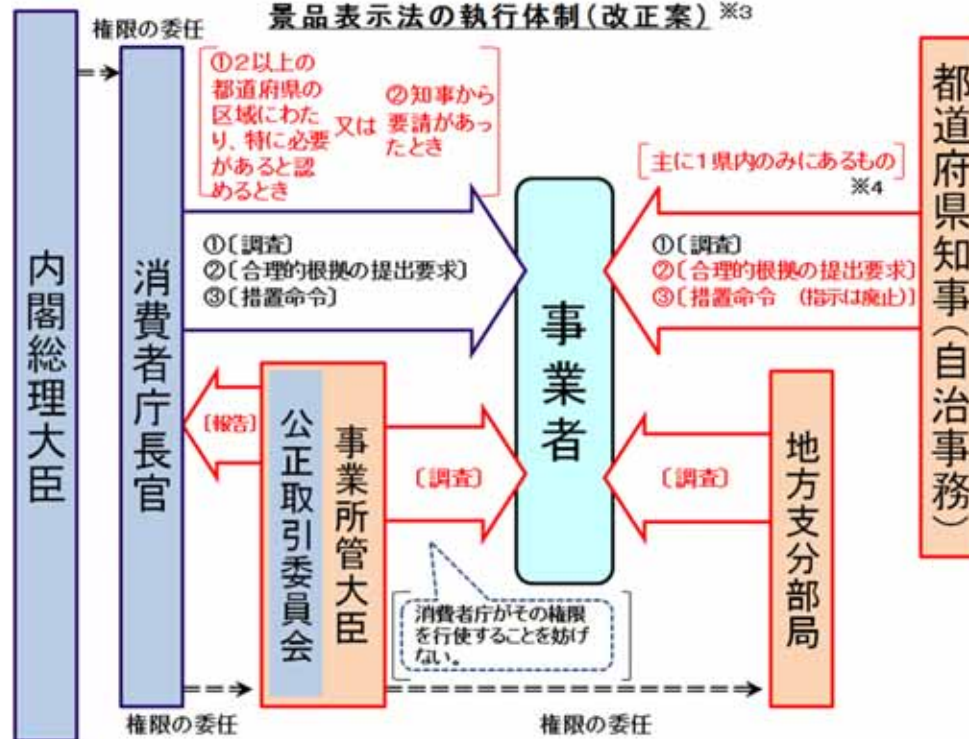 景品表示法の執行体制(改正案) ※3
権限の委任
①2以上の
都道府県の
区域にわた
り、特に必要
があると認
めるとき
又は
②知事から
要請があっ
たとき
[主に1県内のみにあるもの]
※4
内閣総理大臣
消費者庁長官
①〔調査〕
②〔合理的根拠の提出要求〕
③〔措置命令〕
事業者
①〔調査〕
②〔合理的根拠の提出要求〕
③〔措置命令 (指示は廃止)〕
都道府県知事(自治事務)
〔報告〕
公正取引委員会
事業所管大臣
〔調査〕
〔調査〕
地方支分部局
消費者庁がその権限
を行使することを妨げ
ない。
権限の委任
権限の委任